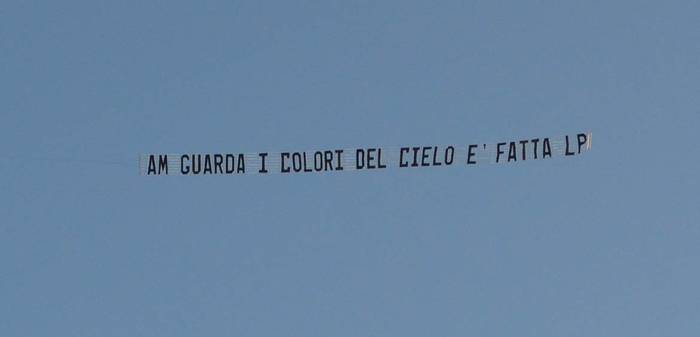 AM GUARDA I COLORI DEL CIELO E' FATTA LP